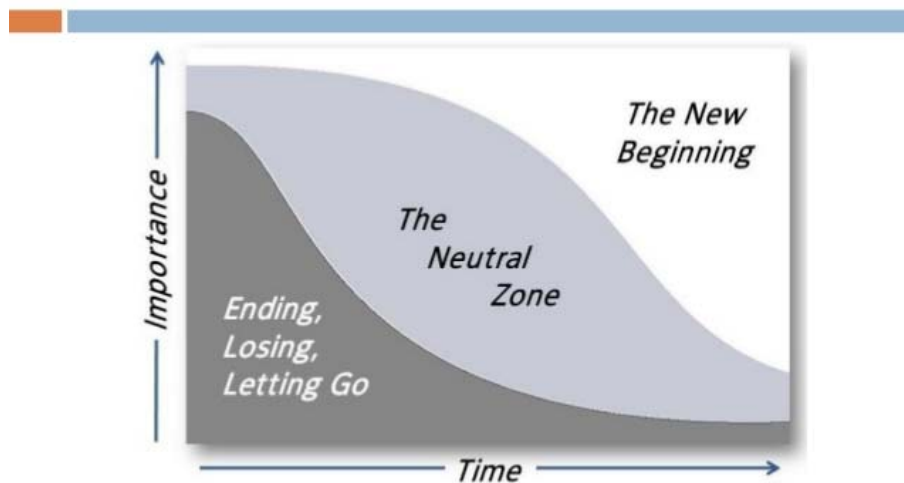 Importance
The New
Beginning
The
Neutral
Zone
Ending,
Losing,
Letting Go
Time